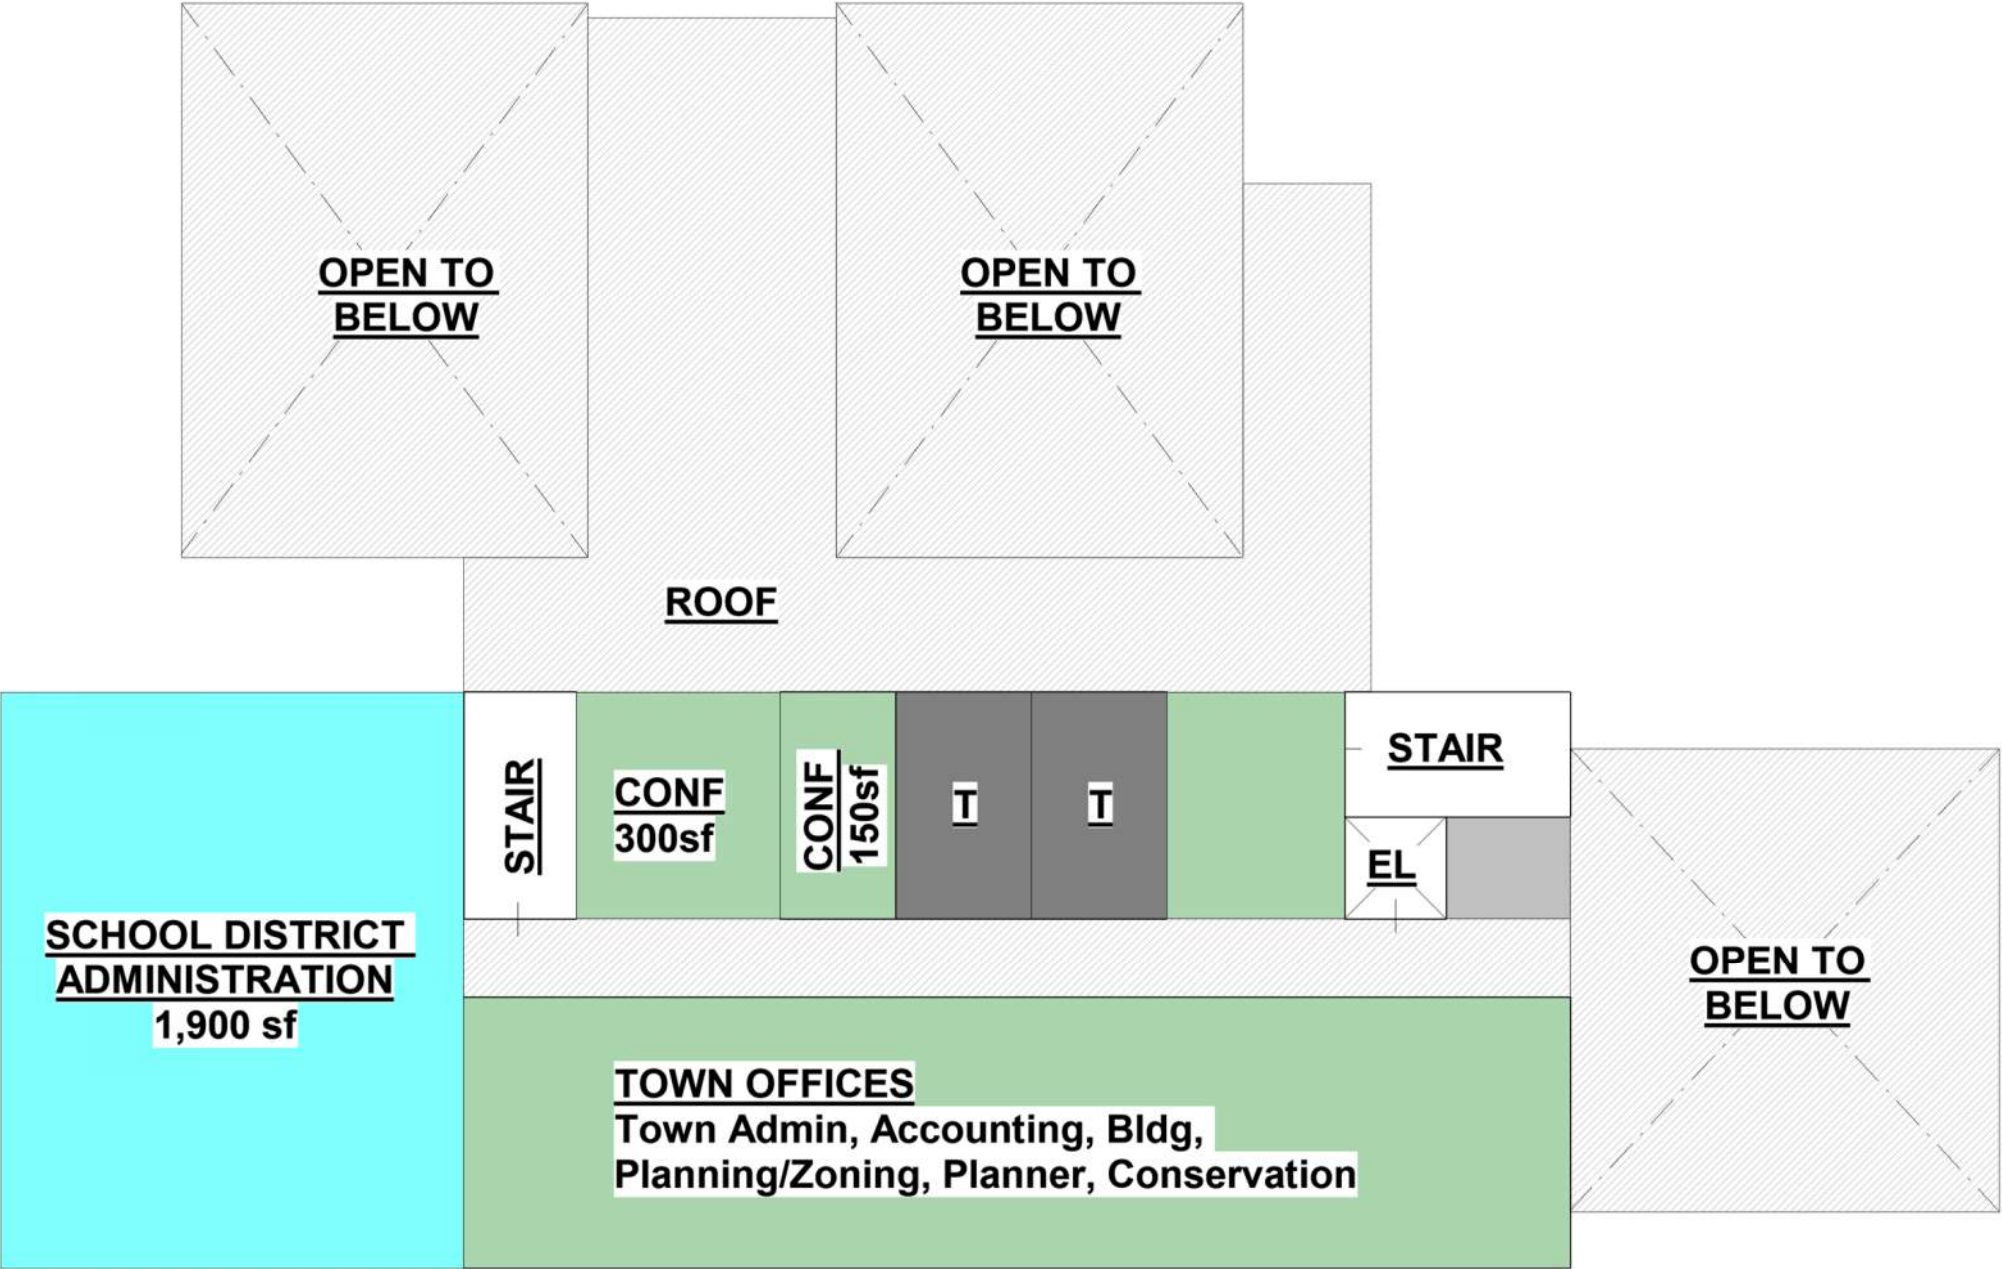 OPEN TO
BELOW
OPEN TO
BELOW
ROOF
STAIR
CONF
300sf
CONF
150sf
T
T
STAIR
EL
SCHOOL DISTRICT
ADMINISTRATION
1,900 sf
OPEN TO
BELOW
TOWN OFFICES
Town Admin, Accounting, Bldg,
Planning/Zoning, Planner, Conservation